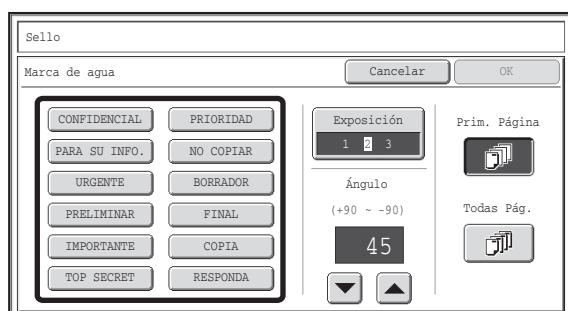 Sello
Marca de agua
Cancelar
OK
CONFIDENCIAL
PRIORIDAD
PARA SU INFO.
NO COPIAR
URGENTE
BORRADOR
PRELIMINAR
FINAL
IMPORTANTE
COPIA
TOP SECRET
RESPONDA
Exposición
1 2 3
Ángulo
(+90 ~ -90)
45
Prim. Página
Todas Pág.